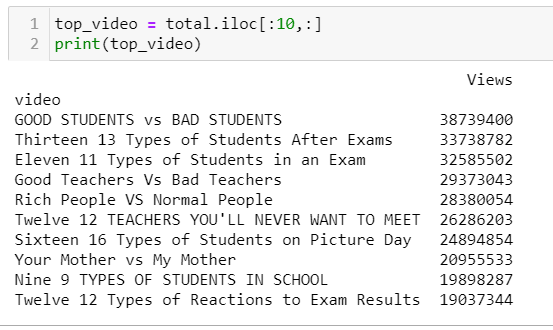 1 top_video = total.iloc[:10,:]
2 print(top_video)
Views
video
GOOD STUDENTS vs BAD STUDENTS 38739400
Thirteen 13 Types of Students After Exams 33738782
Eleven 11 Types of Students in an Exam 32585502
Good Teachers Vs Bad Teachers 29373043
Rich People VS Normal People 28380054
Twelve 12 TEACHERS YOU'LL NEVER WANT TO MEET 26286203
Sixteen 16 Types of Students on Picture Day 24894854
Your Mother vs My Mother 20955533
Nine 9 TYPES OF STUDENTS IN SCHOOL 19898287
Twelve 12 Types of Reactions to Exam Results 19037344